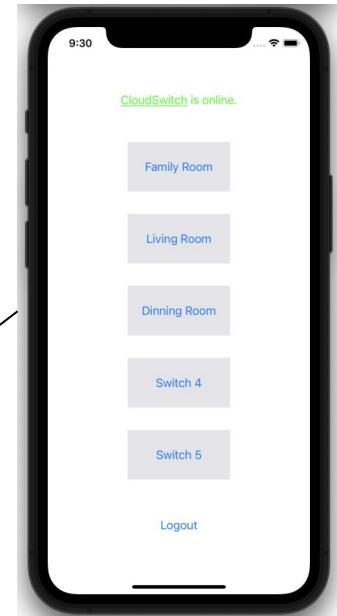 9:30
CloudSwitch is online.
Family Room
Living Room
Dinning Room
Switch 4
Switch 5
Logout